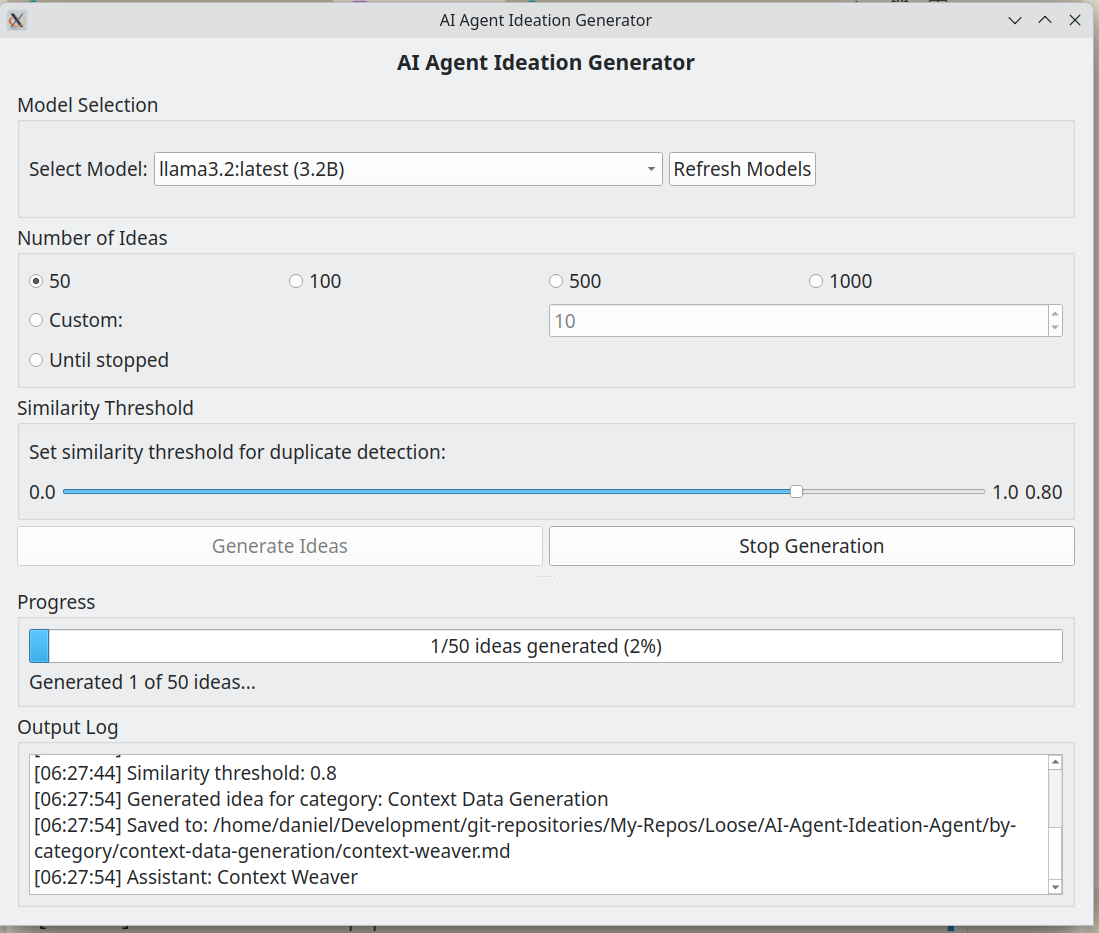 AI Agent Ideation Generator
AI Agent Ideation Generator
Model Selection
Select Model: llama3.2:latest (3.2B) Refresh Models
Number of Ideas
50 100 500 1000
Custom: 10
Until stopped
Similarity Threshold
Set similarity threshold for duplicate detection:
0.0 1.0 0.80
Generate Ideas Stop Generation
Progress
1/50 ideas generated (2%)
Generated 1 of 50 ideas...
Output Log
[06:27:44] Similarity threshold: 0.8
[06:27:54] Generated idea for category: Context Data Generation
[06:27:54] Saved to: /home/daniel/Development/git-repositories/My-Repos/Loose/AI-Agent-Ideation-Agent/by-
category/context-data-generation/context-weaver.md
[06:27:54] Assistant: Context Weaver